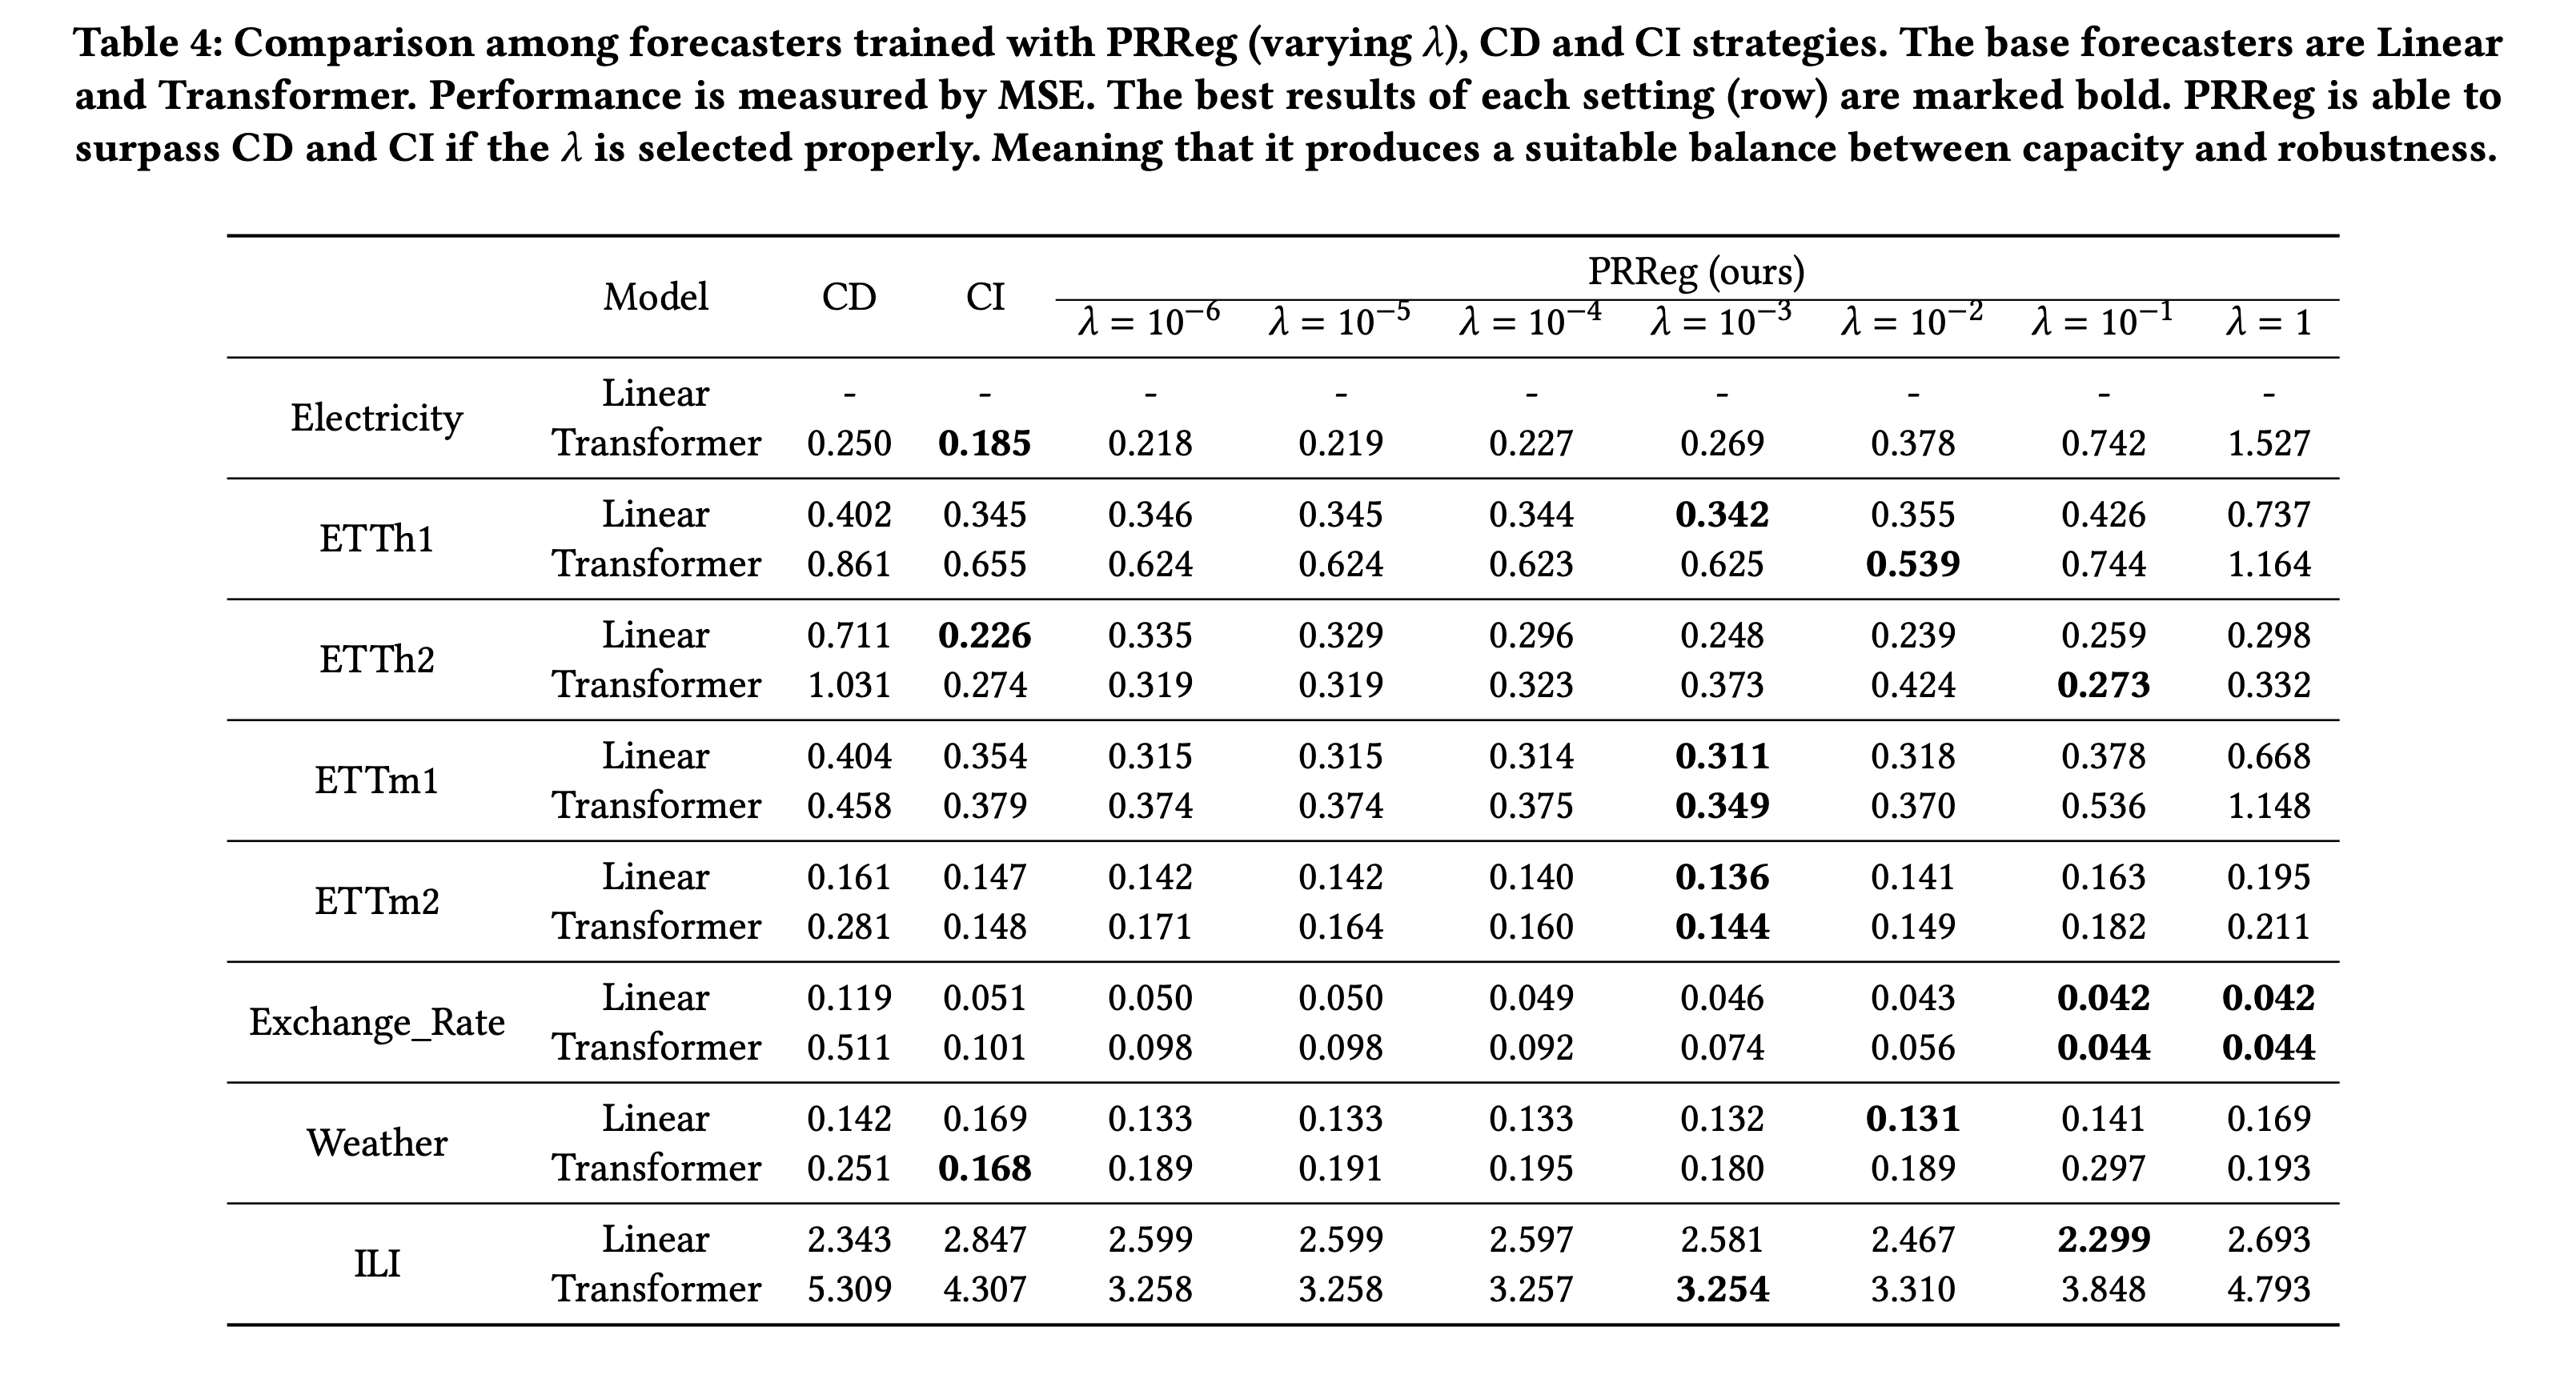 Table 4: Comparison among forecasters trained with PRReg (varying λ), CD and CI strategies. The base forecasters are Linear
and Transformer. Performance is measured by MSE. The best results of each setting (row) are marked bold. PRReg is able to
surpass CD and CI if the λ is selected properly. Meaning that it produces a suitable balance between capacity and robustness.
Model CD CI PRReg (ours)
λ = 10⁻⁶ λ = 10⁻⁵ λ = 10⁻⁴ λ = 10⁻³ λ = 10⁻² λ = 10⁻¹ λ = 1
Electricity
Linear - - - - - - - - -
Transformer 0.250 0.185 0.218 0.219 0.227 0.269 0.378 0.742 1.527
ETTh1
Linear 0.402 0.345 0.346 0.345 0.344 0.342 0.355 0.426 0.737
Transformer 0.861 0.655 0.624 0.624 0.623 0.625 0.539 0.744 1.164
ETTh2
Linear 0.711 0.226 0.335 0.329 0.296 0.248 0.239 0.259 0.298
Transformer 1.031 0.274 0.319 0.319 0.323 0.373 0.424 0.273 0.332
ETTm1
Linear 0.404 0.354 0.315 0.315 0.314 0.311 0.318 0.378 0.668
Transformer 0.458 0.379 0.374 0.374 0.375 0.349 0.370 0.536 1.148
ETTm2
Linear 0.161 0.147 0.142 0.142 0.140 0.136 0.141 0.163 0.195
Transformer 0.281 0.148 0.171 0.164 0.160 0.144 0.149 0.182 0.211
Exchange_Rate
Linear 0.119 0.051 0.050 0.050 0.049 0.046 0.043 0.042 0.042
Transformer 0.511 0.101 0.098 0.098 0.092 0.074 0.056 0.044 0.044
Weather
Linear 0.142 0.169 0.133 0.133 0.133 0.132 0.131 0.141 0.169
Transformer 0.251 0.168 0.189 0.191 0.195 0.180 0.189 0.297 0.193
ILI
Linear 2.343 2.847 2.599 2.599 2.597 2.581 2.467 2.299 2.693
Transformer 5.309 4.307 3.258 3.258 3.257 3.254 3.310 3.848 4.793